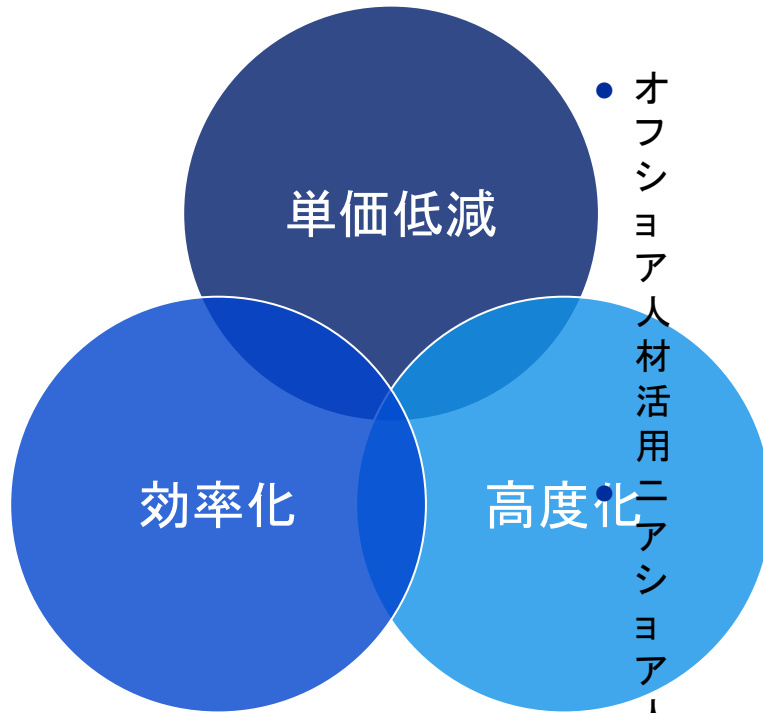 単価低減
効率化
高度化
• オフショア人材活用
• ニアショア人